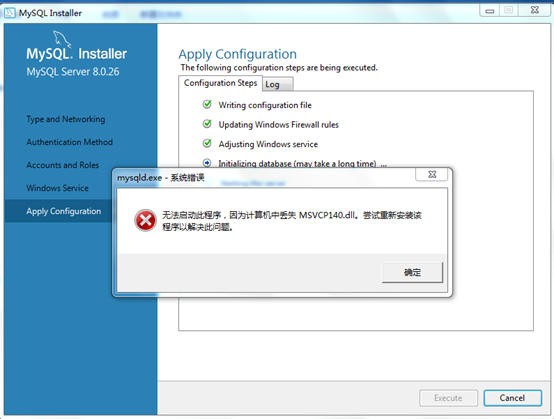 MySQL Installer
MySQL. Installer
MySQL Server 8.0.26
Type and Networking
Authentication Method
Accounts and Roles
Windows Service
Apply Configuration
Apply Configuration
The following configuration steps are being executed.
Configuration Steps
Log
Writing configuration file
Updating Windows Firewall rules
Adjusting Windows service
Initializing database (may take a long time) ...
mysqld.exe - 系统错误
无法启动此程序，因为计算机中丢失 MSVCP140.dll。尝试重新安装该
程序以解决此问题。
确定
Execute
Cancel